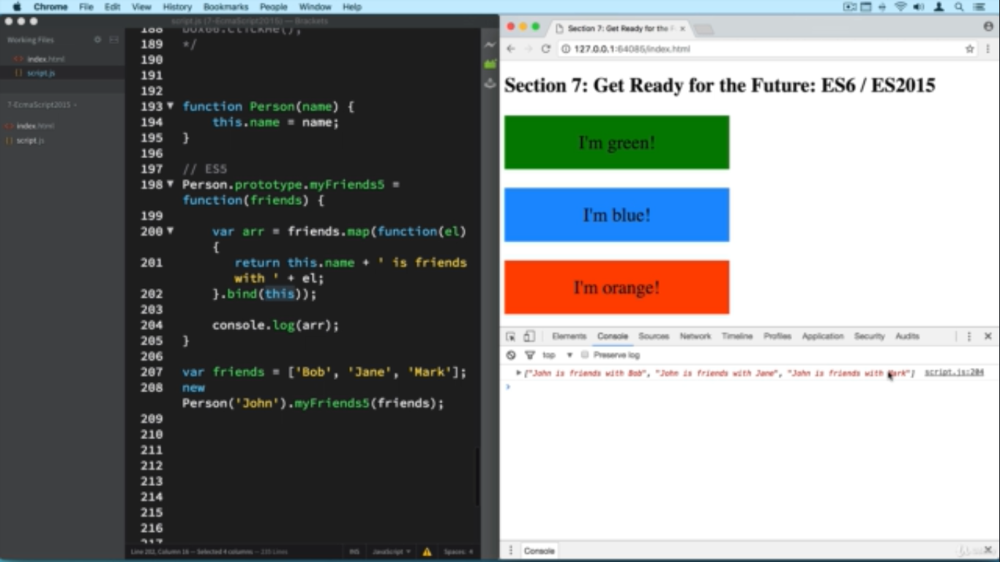 Chrome File Edit View History Bookmarks People Window Help
script.js (7-EcmaScript2015) — Brackets
Working Files
<> index.html
{} script.js
7-EcmaScript2015
<> index.html
{} script.js
188 box66.clickMe();
189 */
190
191
192
193 function Person(name) {
194 this.name = name;
195 }
196
197 // ES5
198 Person.prototype.myFriends5 =
function(friends) {
199
200 var arr = friends.map(function(el)
{
201 return this.name + ' is friends
with ' + el;
202 }.bind(this));
203
204 console.log(arr);
205 }
206
207 var friends = ['Bob', 'Jane', 'Mark'];
208 new
Person('John').myFriends5(friends);
209
210
211
212
213
214
215
216
217
Line 202, Column 16 — Selected 4 columns — 235 Lines
INS JavaScript Spaces: 4
Section 7: Get Ready for the F
127.0.0.1:64085/index.html
Section 7: Get Ready for the Future: ES6 / ES2015
I'm green!
I'm blue!
I'm orange!
Elements Console Sources Network Timeline Profiles Application Security Audits
top Preserve log
["John is friends with Bob", "John is friends with Jane", "John is friends with Mark"] script.js:204
Console